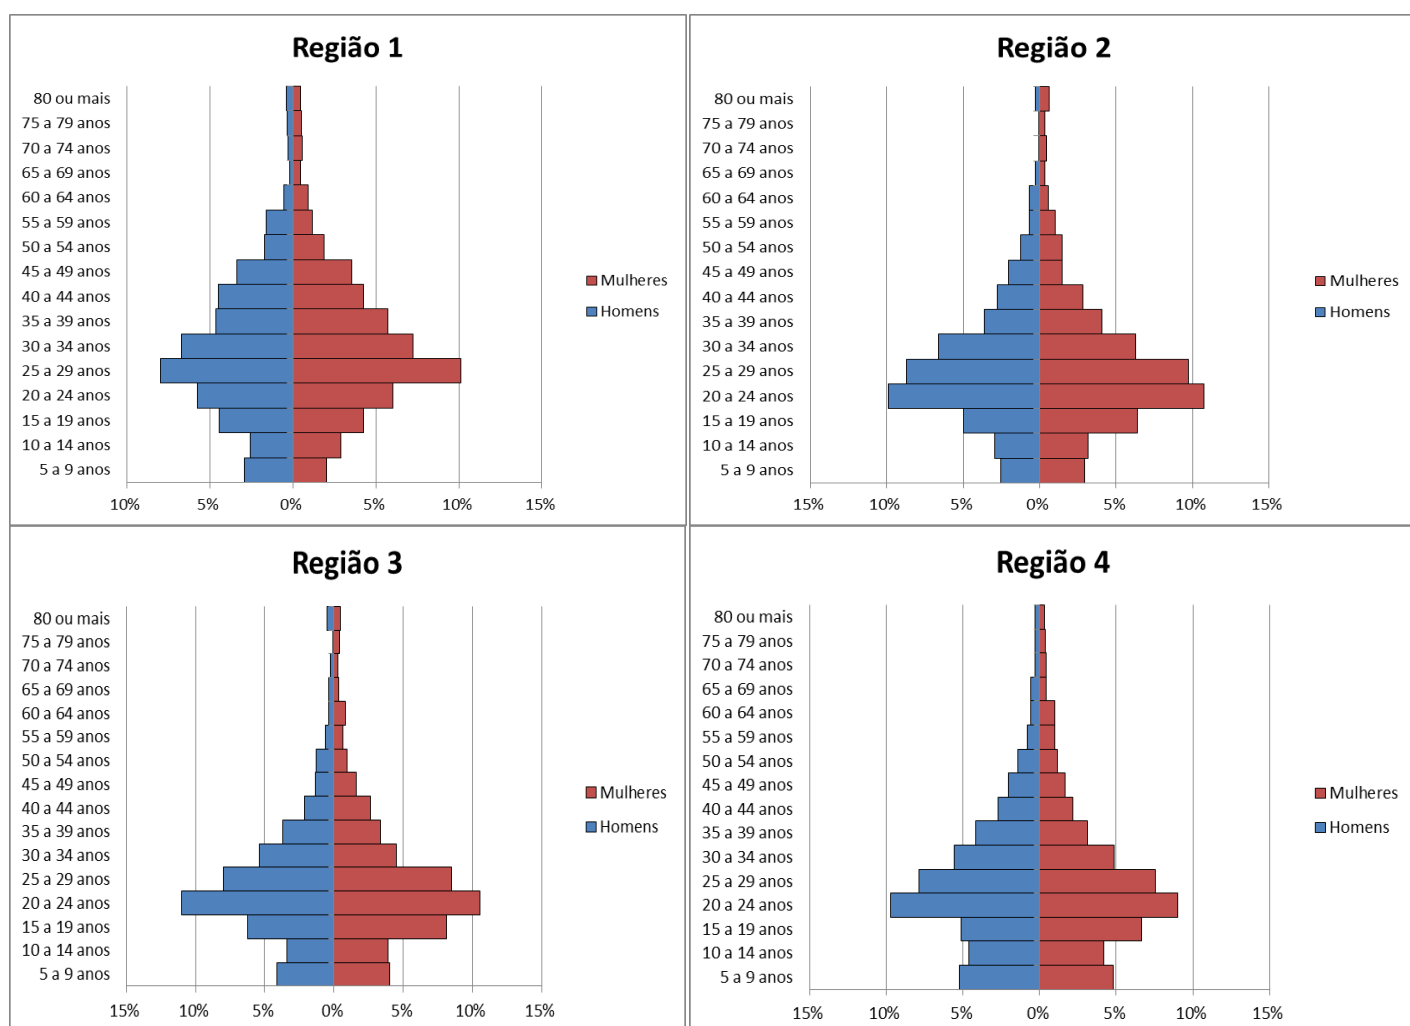 Região 1
80 ou mais
75 a 79 anos
70 a 74 anos
65 a 69 anos
60 a 64 anos
55 a 59 anos
50 a 54 anos
45 a 49 anos
40 a 44 anos
35 a 39 anos
30 a 34 anos
25 a 29 anos
20 a 24 anos
15 a 19 anos
10 a 14 anos
5 a 9 anos
10% 5% 0% 5% 10% 15%
Mulheres
Homens
Região 2
80 ou mais
75 a 79 anos
70 a 74 anos
65 a 69 anos
60 a 64 anos
55 a 59 anos
50 a 54 anos
45 a 49 anos
40 a 44 anos
35 a 39 anos
30 a 34 anos
25 a 29 anos
20 a 24 anos
15 a 19 anos
10 a 14 anos
5 a 9 anos
15% 10% 5% 0% 5% 10% 15%
Mulheres
Homens
Região 3
80 ou mais
75 a 79 anos
70 a 74 anos
65 a 69 anos
60 a 64 anos
55 a 59 anos
50 a 54 anos
45 a 49 anos
40 a 44 anos
35 a 39 anos
30 a 34 anos
25 a 29 anos
20 a 24 anos
15 a 19 anos
10 a 14 anos
5 a 9 anos
15% 10% 5% 0% 5% 10% 15%
Mulheres
Homens
Região 4
80 ou mais
75 a 79 anos
70 a 74 anos
65 a 69 anos
60 a 64 anos
55 a 59 anos
50 a 54 anos
45 a 49 anos
40 a 44 anos
35 a 39 anos
30 a 34 anos
25 a 29 anos
20 a 24 anos
15 a 19 anos
10 a 14 anos
5 a 9 anos
15% 10% 5% 0% 5% 10% 15%
Mulheres
Homens